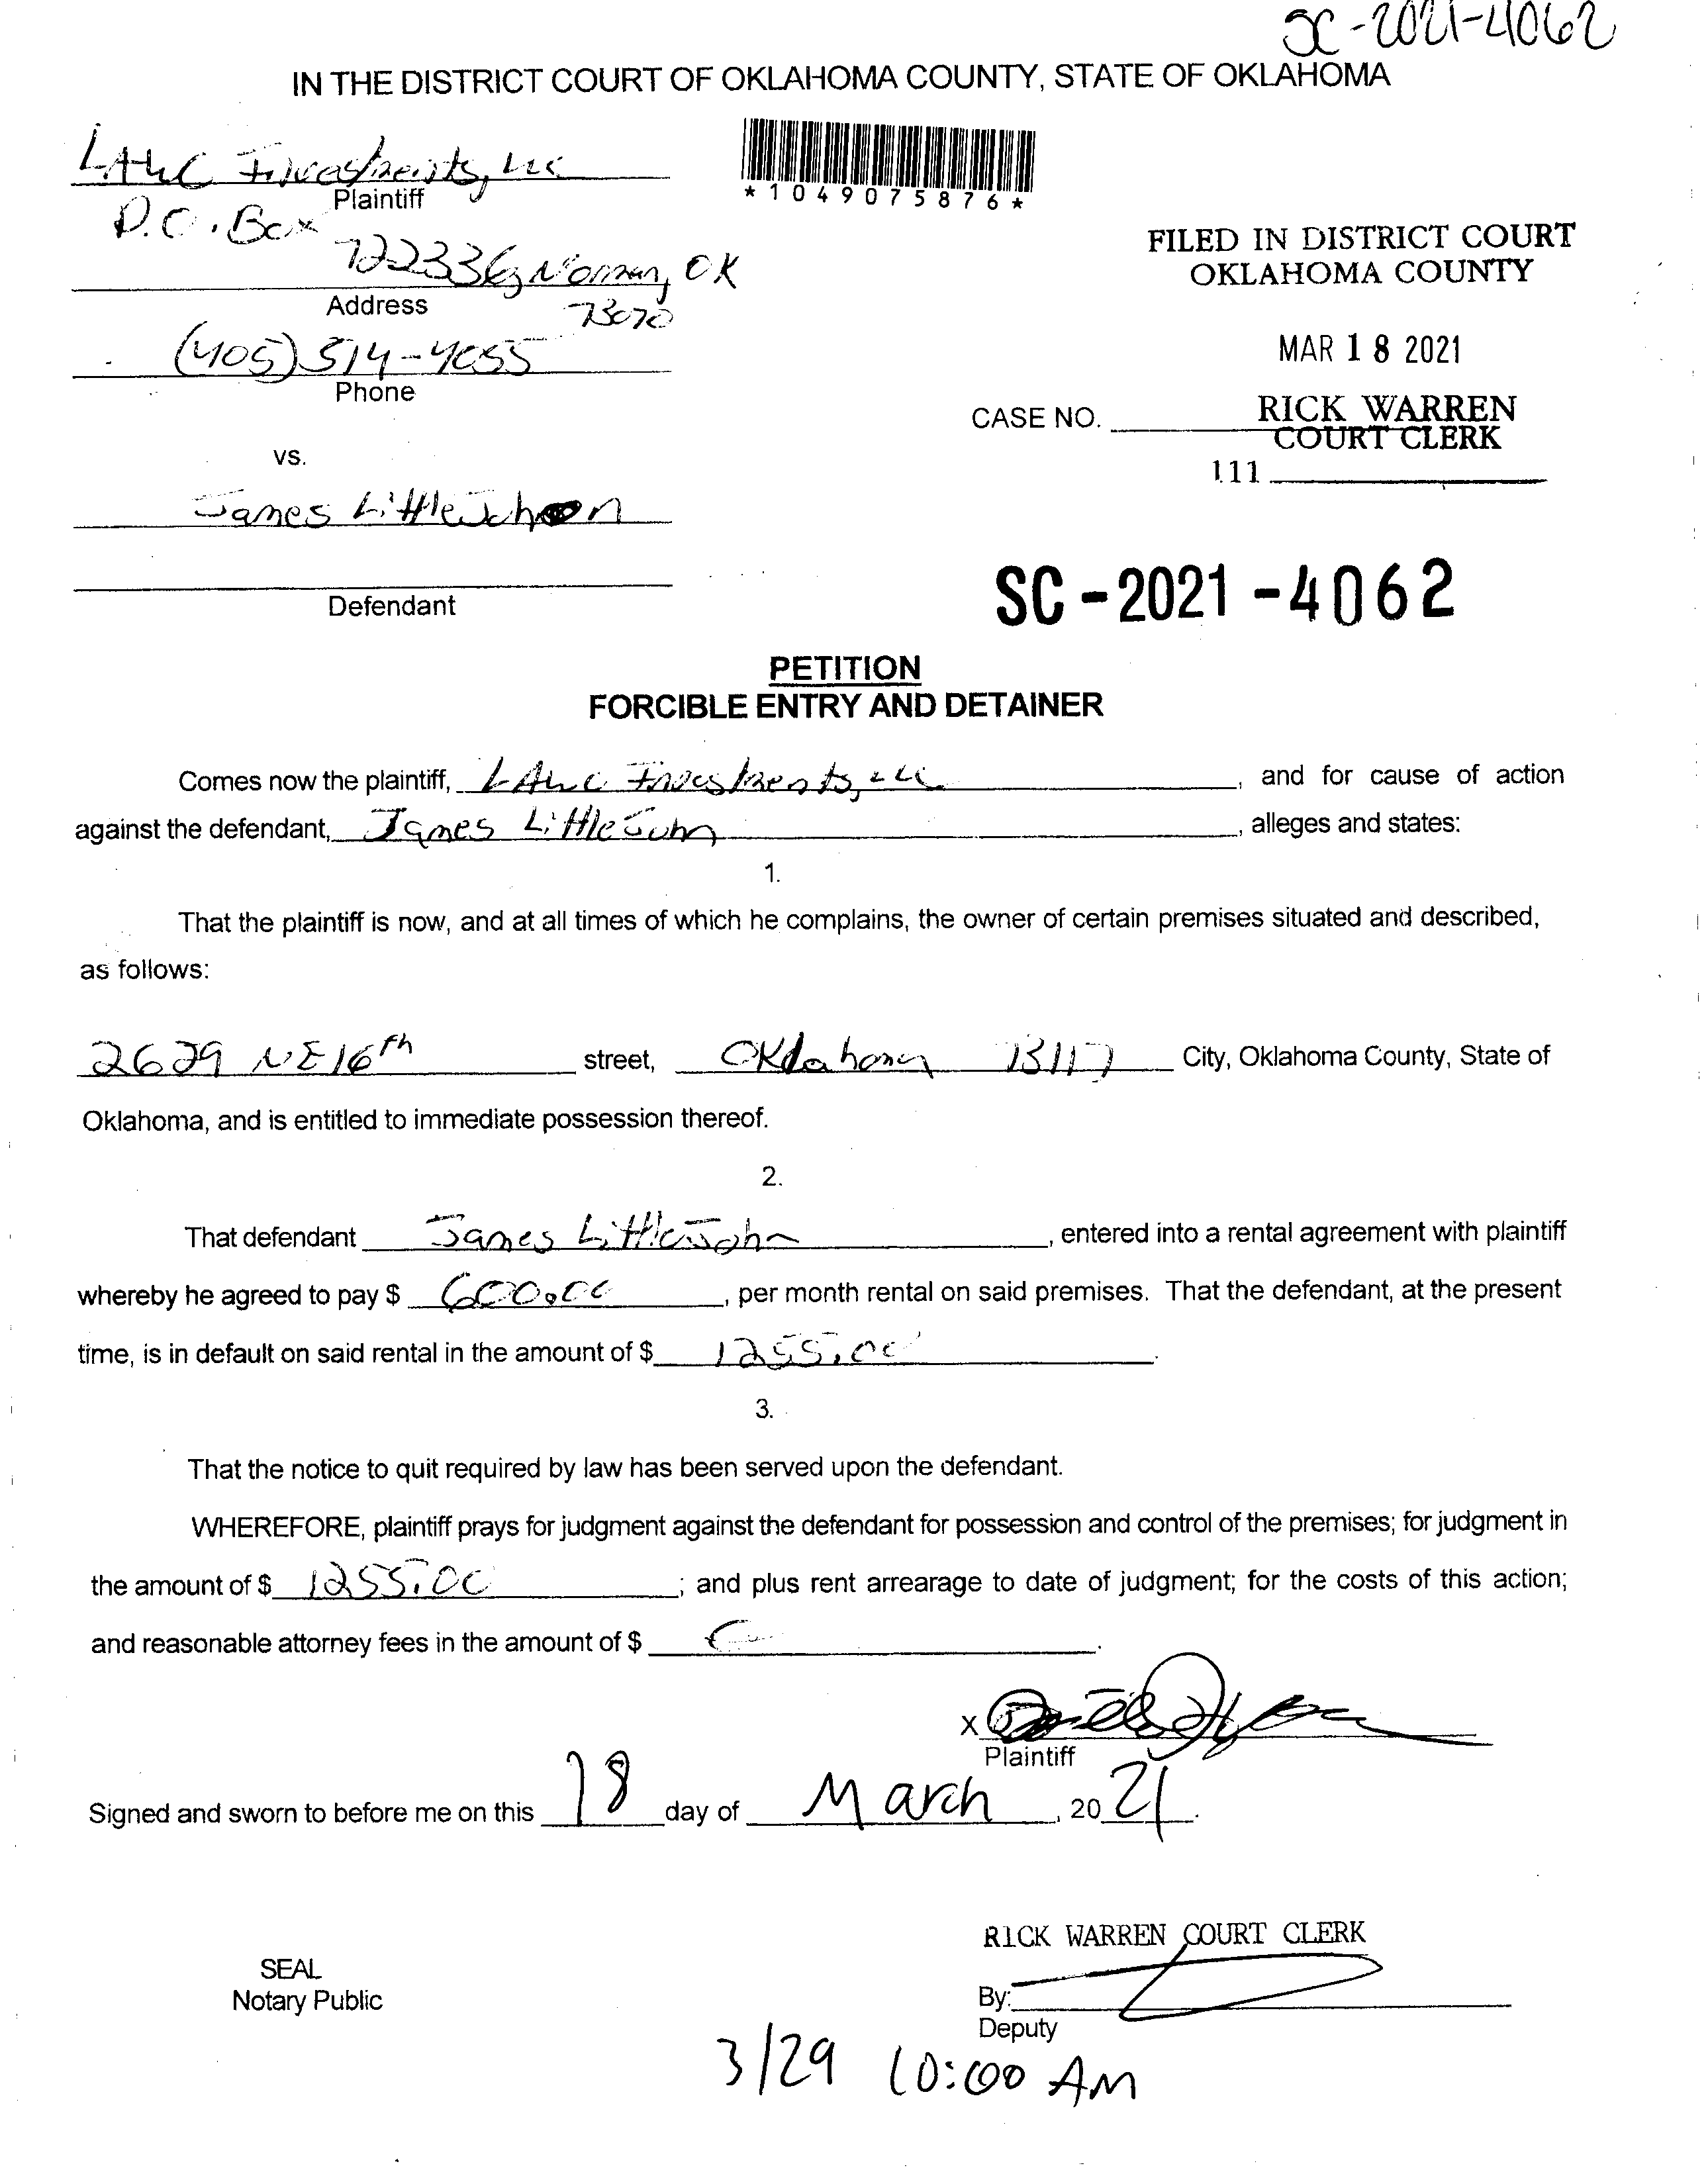 SC-2021-4062
IN THE DISTRICT COURT OF OKLAHOMA COUNTY, STATE OF OKLAHOMA
Investments, LLC
Plaintiff
*1049075876*
P.O. Box
722336, Norman, OK
Address
73070
(405) 514-4055
Phone
FILED IN DISTRICT COURT
OKLAHOMA COUNTY
MAR 18 2021
CASE NO.
RICK WARREN
COURT CLERK
111
vs.
James LittleJohn
Defendant
SC-2021-4062
PETITION
FORCIBLE ENTRY AND DETAINER
Comes now the plaintiff, Investments, LLC, and for cause of action
against the defendant, James LittleJohn, alleges and states:
1.
That the plaintiff is now, and at all times of which he complains, the owner of certain premises situated and described,
as follows:
2629 NE 16th street, Oklahoma 73117 City, Oklahoma County, State of
Oklahoma, and is entitled to immediate possession thereof.
2.
That defendant James LittleJohn, entered into a rental agreement with plaintiff
whereby he agreed to pay $ 600.00, per month rental on said premises. That the defendant, at the present
time, is in default on said rental in the amount of $ 1255.00.
3.
That the notice to quit required by law has been served upon the defendant.
WHEREFORE, plaintiff prays for judgment against the defendant for possession and control of the premises; for judgment in
the amount of $ 1255.00; and plus rent arrearage to date of judgment; for the costs of this action;
and reasonable attorney fees in the amount of $
X
Plaintiff
Signed and sworn to before me on this 18 day of March, 20 21.
RICK WARREN COURT CLERK
SEAL
Notary Public
By:
Deputy
3/29 10:00 AM